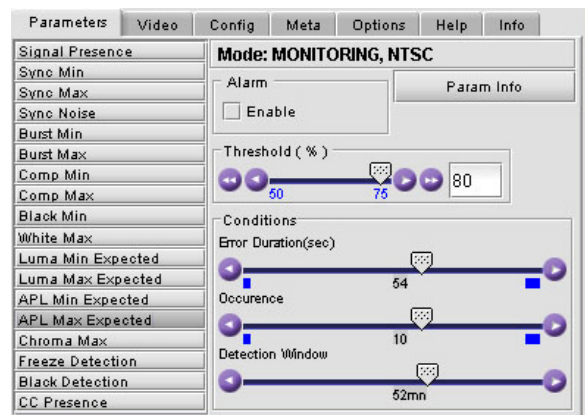 Parameters Video Config Meta Options Help Info
Signal Presence
Sync Min
Sync Max
Sync Noise
Burst Min
Burst Max
Comp Min
Comp Max
Black Min
White Max
Luma Min Expected
Luma Max Expected
APL Min Expected
APL Max Expected
Chroma Max
Freeze Detection
Black Detection
CC Presence
Mode: MONITORING, NTSC
Alarm
Enable
Param Info
Threshold ( % )
50 75 80
Conditions
Error Duration(sec)
54
Occurence
10
Detection Window
52mn